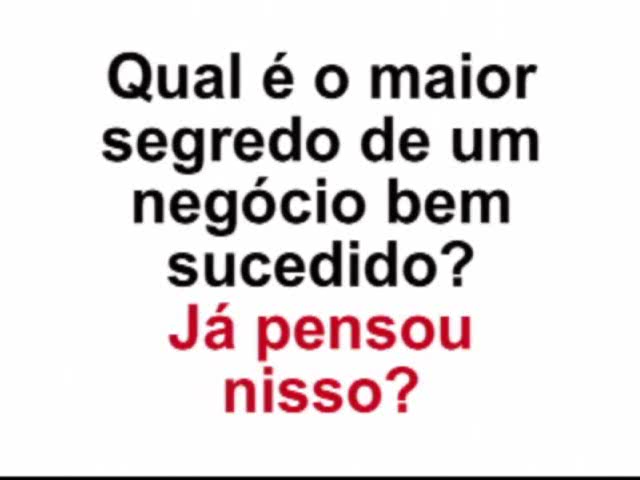 Qual é o maior
segredo de um
negócio bem
sucedido?
Já pensou
nisso?